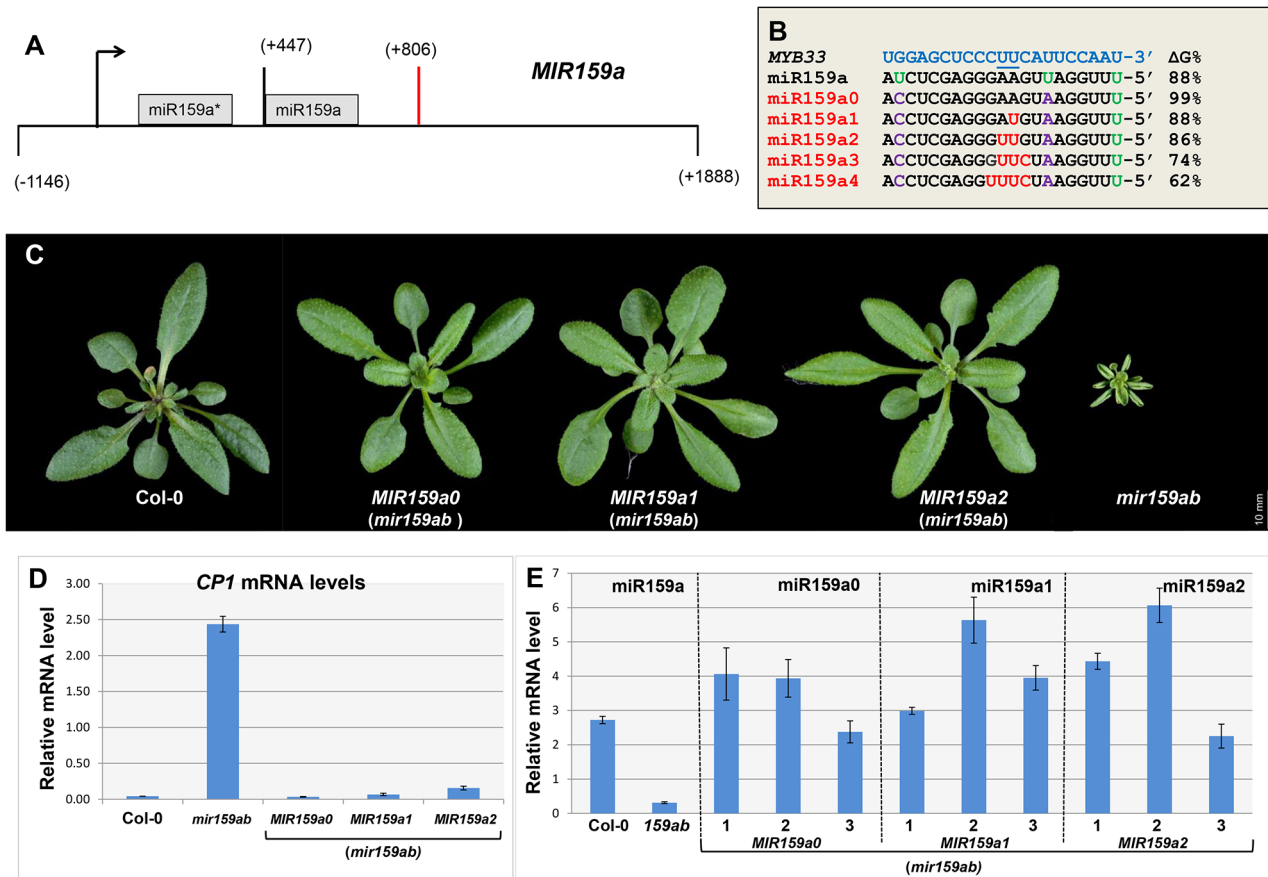 A
(+447)
(+806)
MIR159a
miR159a*
miR159a
(-1146)
(+1888)
B
MYB33 UGGAGCUCCCUUCAUUCCAAU-3′ ΔG%
miR159a AUCUCGAGGGAAGUUAGGUUU-5′ 88%
miR159a0 ACCUCGAGGGAAGUAAGGUUU-5′ 99%
miR159a1 ACCUCGAGGGAUGUAAGGUUU-5′ 88%
miR159a2 ACCUCGAGGGUUGUAAGGUUU-5′ 86%
miR159a3 ACCUCGAGGGUUCUAAGGUUU-5′ 74%
miR159a4 ACCUCGAGGUUUCUAAGGUUU-5′ 62%
C
Col-0
MIR159a0
(mir159ab )
MIR159a1
(mir159ab)
MIR159a2
(mir159ab)
mir159ab
10 mm
D
CP1 mRNA levels
Relative mRNA level
3.00
2.50
2.00
1.50
1.00
0.50
0.00
Col-0 mir159ab MIR159a0 MIR159a1 MIR159a2
(mir159ab)
E
miR159a miR159a0 miR159a1 miR159a2
Relative mRNA level
7
6
5
4
3
2
1
0
Col-0 159ab 1 2 3 1 2 3 1 2 3
MIR159a0 MIR159a1 MIR159a2
(mir159ab)